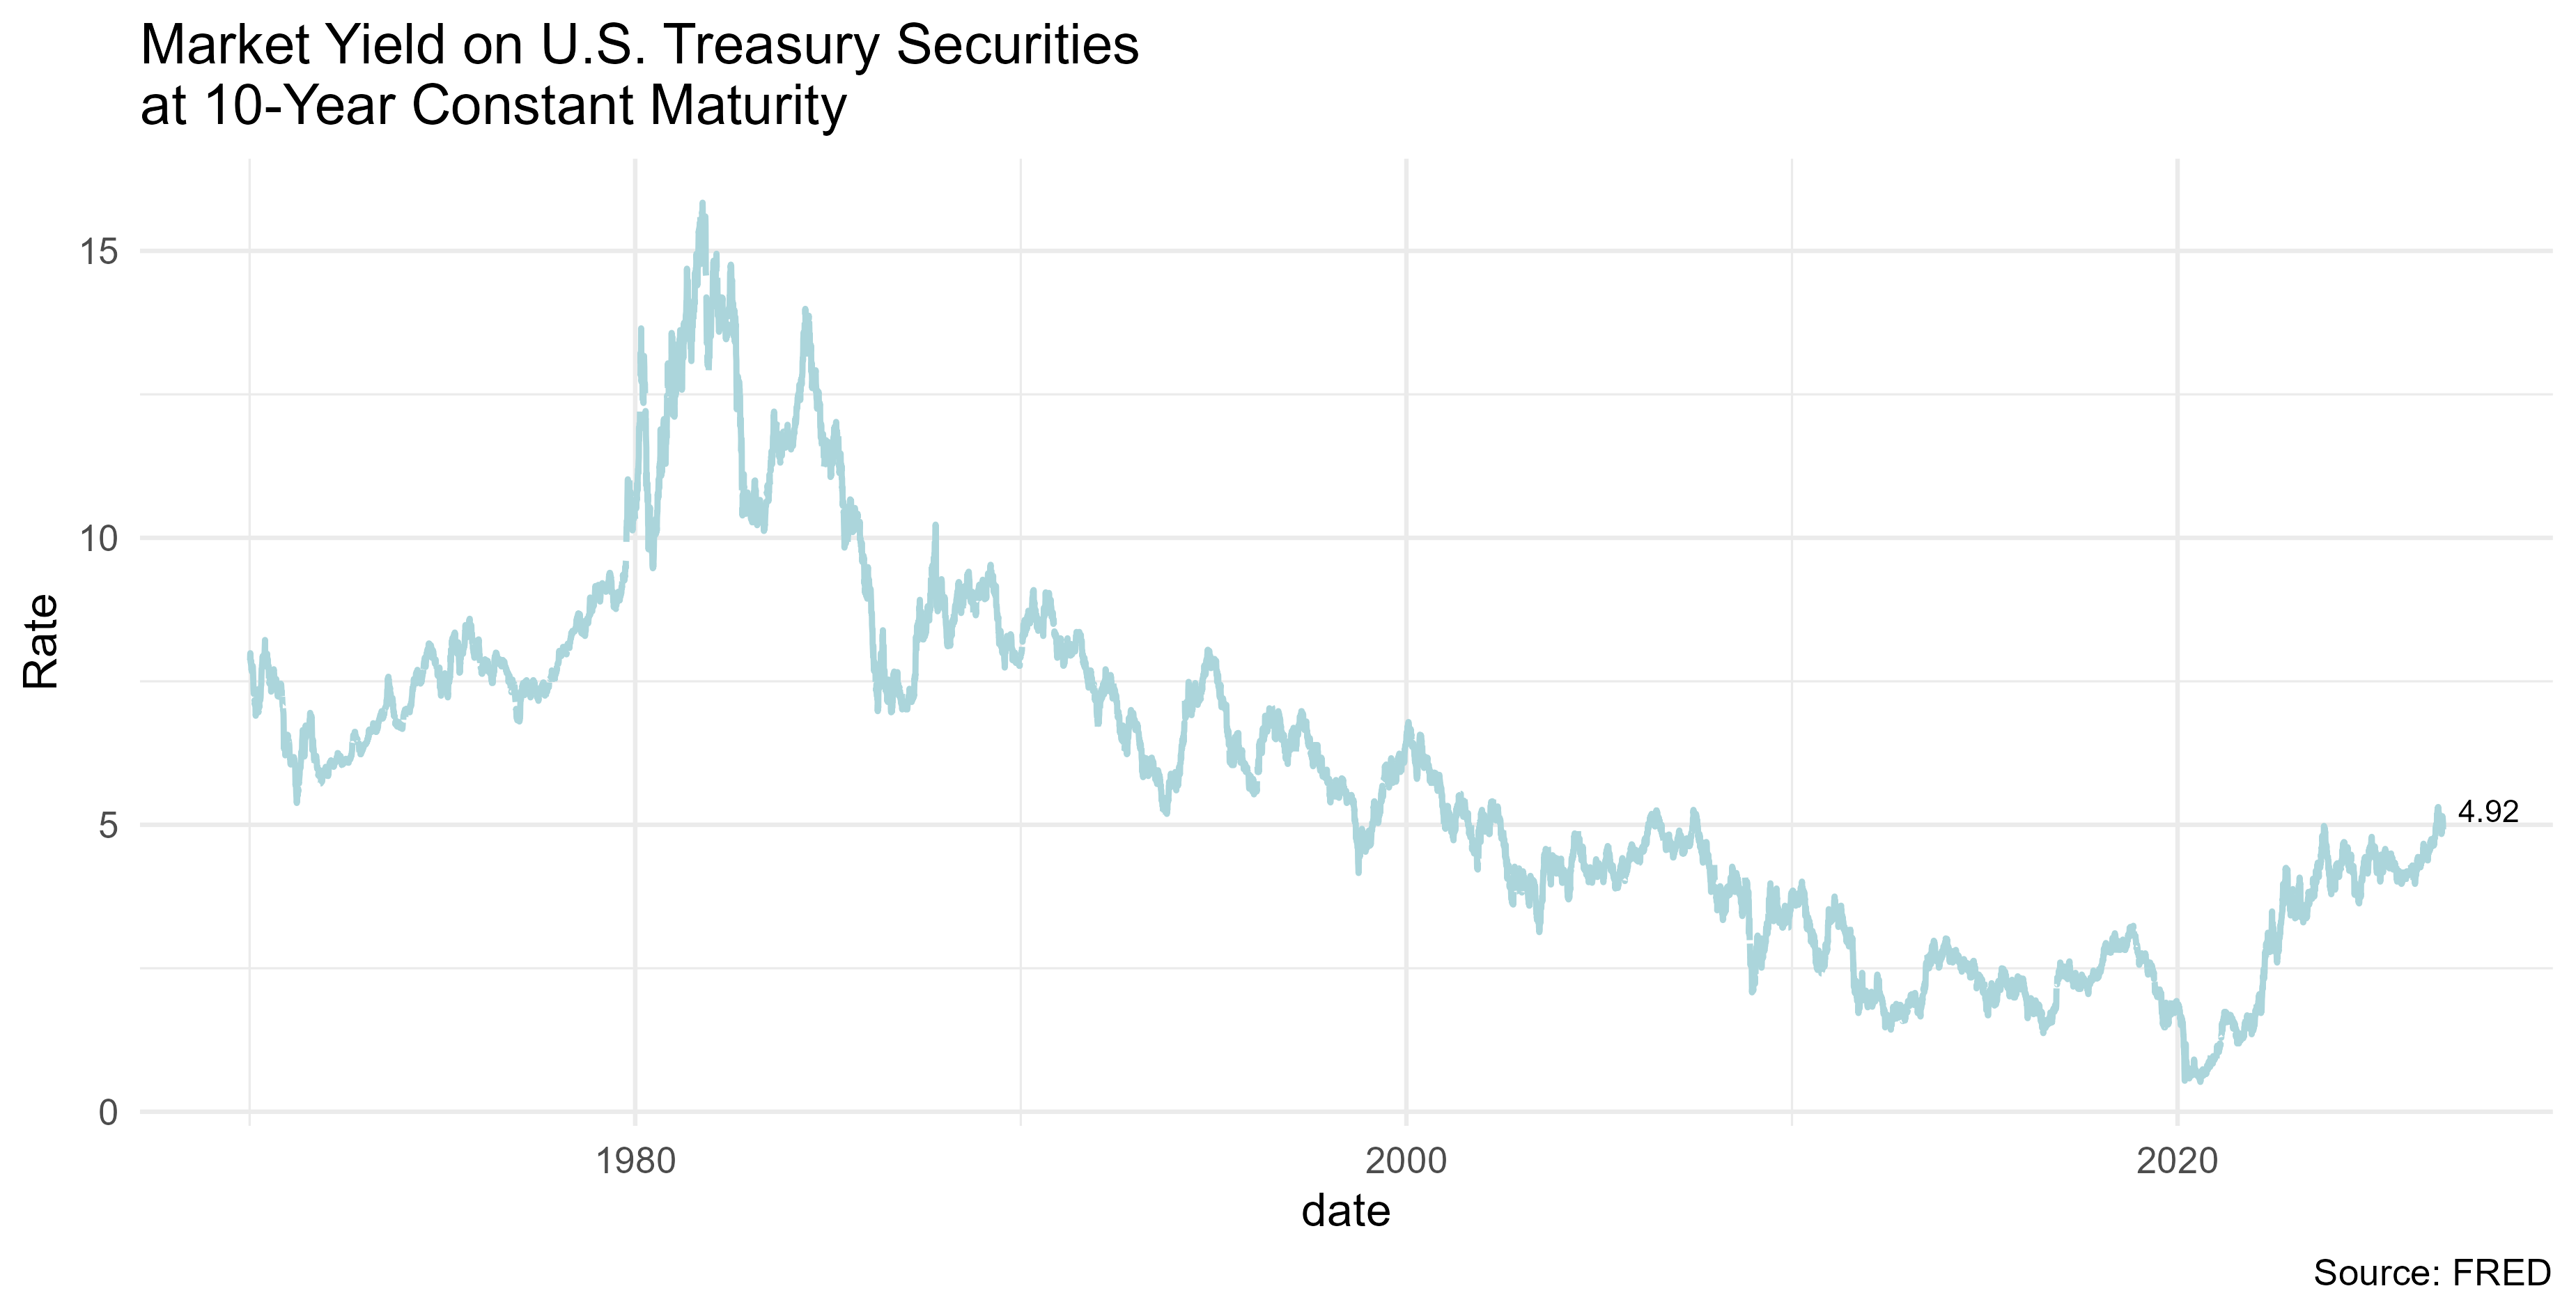 Market Yield on U.S. Treasury Securities
at 10-Year Constant Maturity
15
10
5
0
Rate
4.92
1980
2000
2020
date
Source: FRED